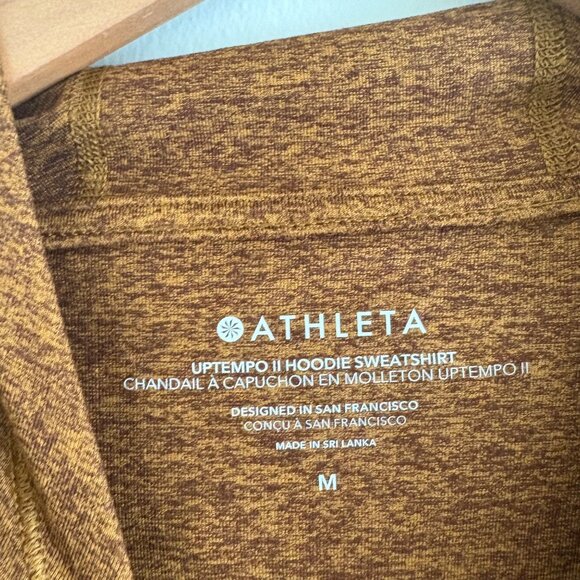 ATHLETA
UPTEMPO II HOODIE SWEATSHIRT
CHANDAIL À CAPUCHON EN MOLLETON UPTEMPO II
DESIGNED IN SAN FRANCISCO
CONÇU À SAN FRANCISCO
MADE IN SRI LANKA
M